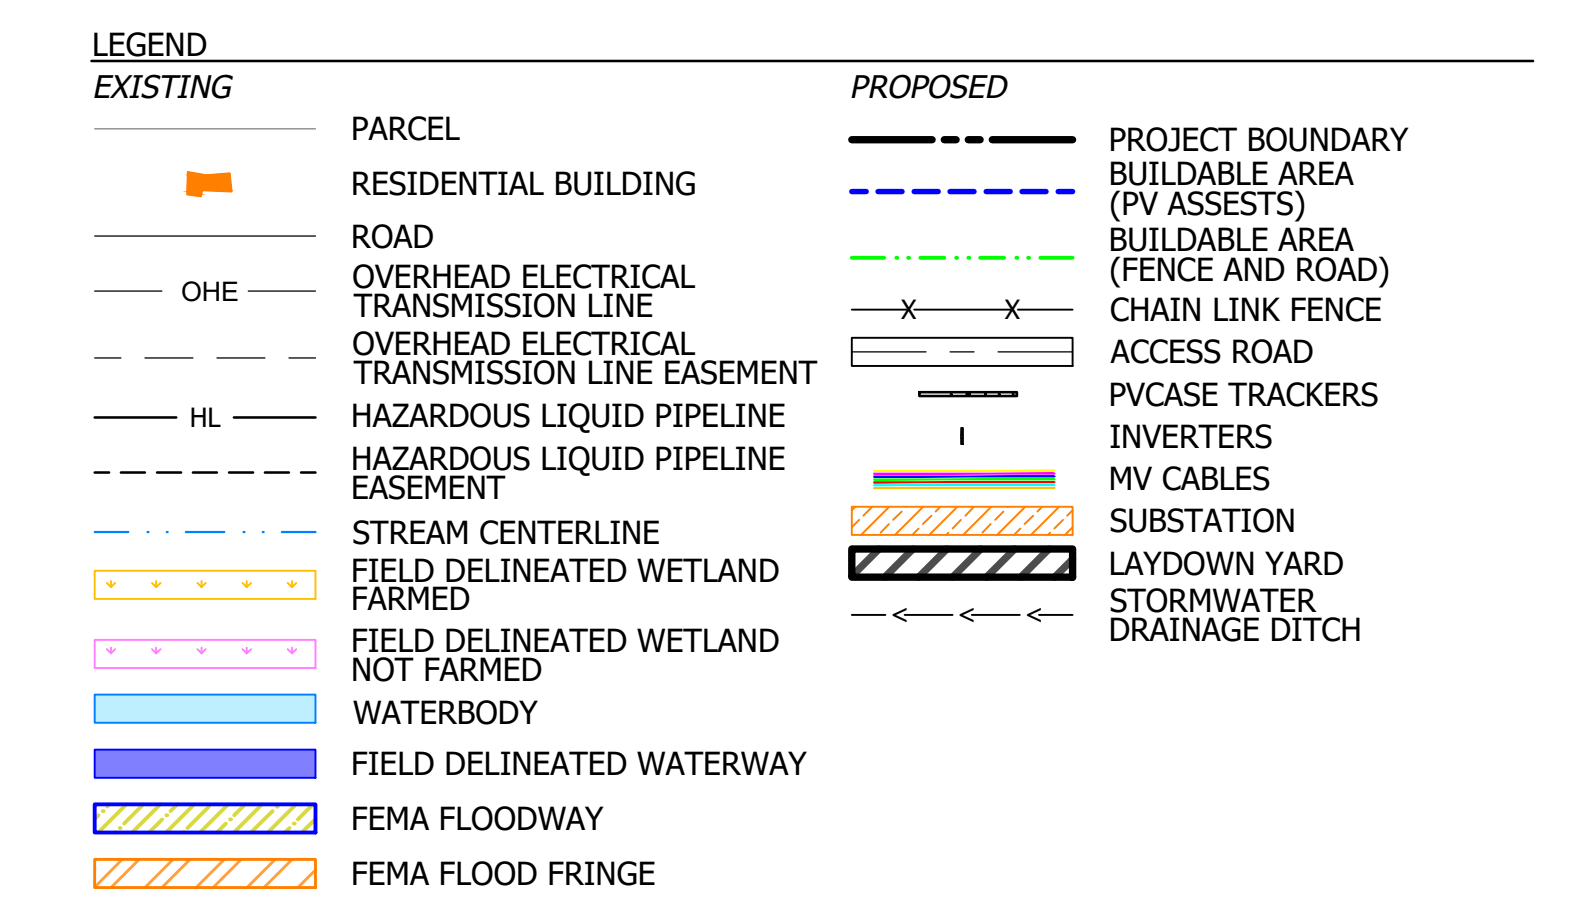 LEGEND
EXISTING
PARCEL
RESIDENTIAL BUILDING
ROAD
OHE
OVERHEAD ELECTRICAL
TRANSMISSION LINE
OVERHEAD ELECTRICAL
TRANSMISSION LINE EASEMENT
HL
HAZARDOUS LIQUID PIPELINE
HAZARDOUS LIQUID PIPELINE
EASEMENT
STREAM CENTERLINE
FIELD DELINEATED WETLAND
FARMED
FIELD DELINEATED WETLAND
NOT FARMED
WATERBODY
FIELD DELINEATED WATERWAY
FEMA FLOODWAY
FEMA FLOOD FRINGE
PROPOSED
PROJECT BOUNDARY
BUILDABLE AREA
(PV ASSESTS)
BUILDABLE AREA
(FENCE AND ROAD)
X X
CHAIN LINK FENCE
ACCESS ROAD
PVCASE TRACKERS
INVERTERS
MV CABLES
SUBSTATION
LAYDOWN YARD
STORMWATER
DRAINAGE DITCH